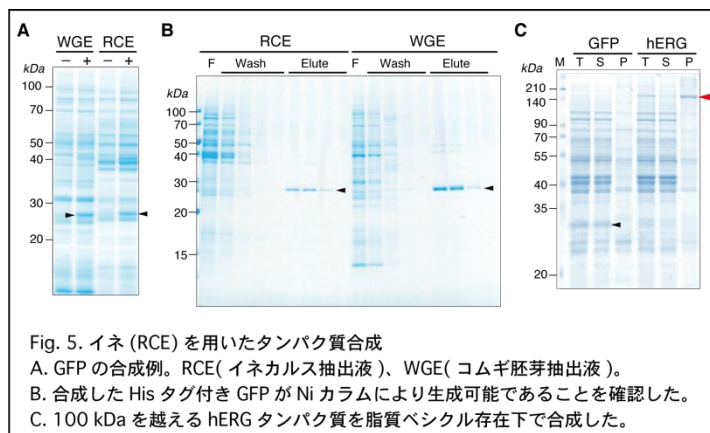 A
WGE RCE
− + − +
kDa
100
70
50
40
30
20
B
RCE WGE
F Wash Elute F Wash Elute
kDa
100
70
50
40
30
20
15
C
GFP hERG
M T S P T S P
kDa
210
140
90
70
55
40
35
20
Fig. 5. イネ (RCE) を用いたタンパク質合成
A. GFP の合成例。RCE( イネカルス抽出液 )、WGE( コムギ胚芽抽出液 )。
B. 合成した His タグ付き GFP が Ni カラムにより生成可能であることを確認した。
C. 100 kDa を越える hERG タンパク質を脂質ベシクル存在下で合成した。